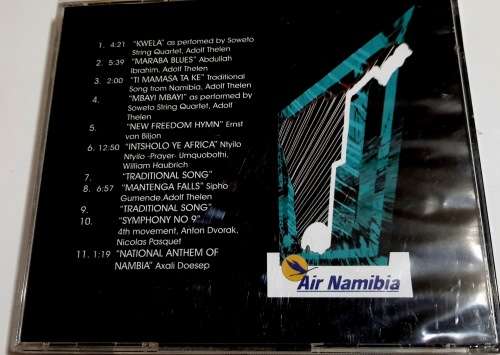 1. 4:21 "KWELA" as perfomed by Soweto
String Quartet, Adolf Thelen
2. 5:39 "MARABA BLUES" Abdullah
Ibrahim, Adolf Thelen
3. 2:00 "TI MAMASA TA KE" Traditional
Song from Namibia, Adolf Thelen
4. "MBAYI MBAYI" as performed by
Soweto String Quartet, Adolf
Thelen
5. "NEW FREEDOM HYMN" Ernst
van Biljon
6. 12:50 "INTSHOLO YE AFRICA" Ntyilo
Ntyilo -Prayer- Umquobothi,
William Haubrich
7. "TRADITIONAL SONG"
8. 6:57 "MANTENGA FALLS" Sipho
Gumende,Adolf Thelen
9. "TRADITIONAL SONG"
10. "SYMPHONY NO 9"
4th movement, Anton Dvorak,
Nicolas Pasquet
11. 1:19 "NATIONAL ANTHEM OF
NAMBIA" Axali Doesep
Air Namibia